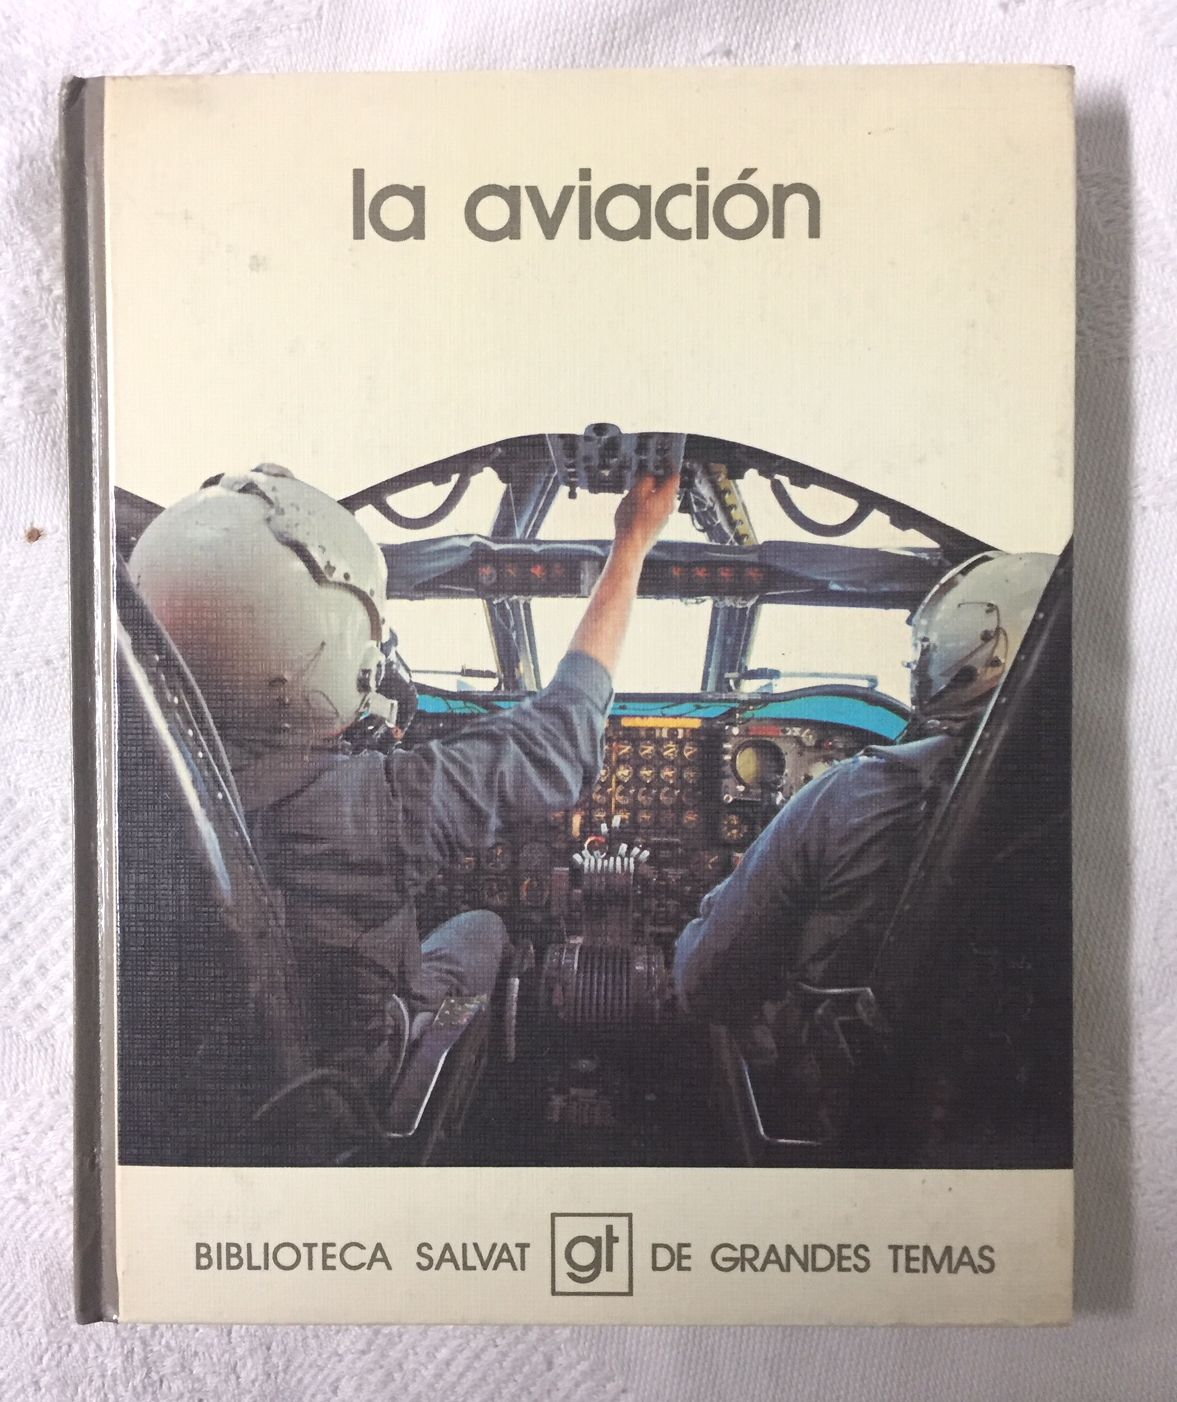 la aviación
BIBLIOTECA SALVAT gt DE GRANDES TEMAS